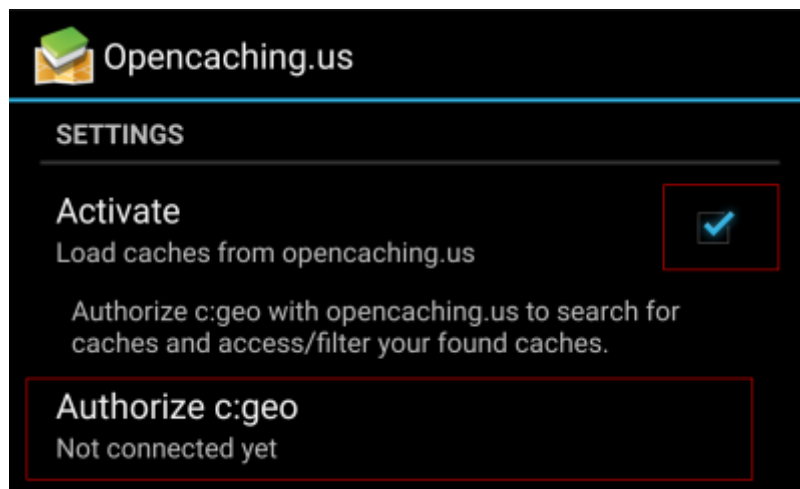 Opencaching.us
SETTINGS
Activate
Load caches from opencaching.us
Authorize c:geo with opencaching.us to search for
caches and access/filter your found caches.
Authorize c:geo
Not connected yet